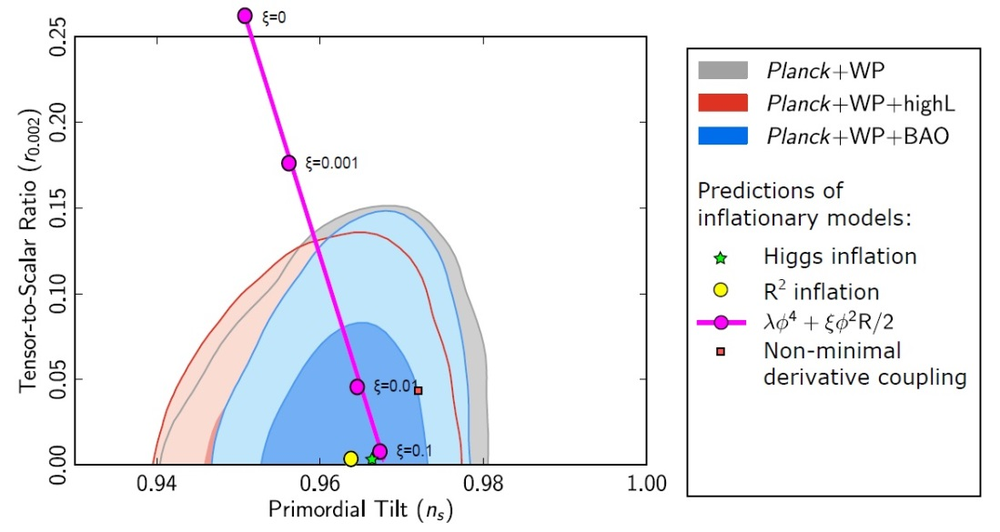 0.25
0.20
0.15
0.10
0.05
0.00
Tensor-to-Scalar Ratio (r₀.₀₀₂)
ξ=0
ξ=0.001
ξ=0.01
ξ=0.1
0.94
0.96
0.98
1.00
Primordial Tilt (nₛ)
Planck+WP
Planck+WP+highL
Planck+WP+BAO
Predictions of
inflationary models:
Higgs inflation
R² inflation
λϕ⁴ + ξϕ²R/2
Non-minimal
derivative coupling